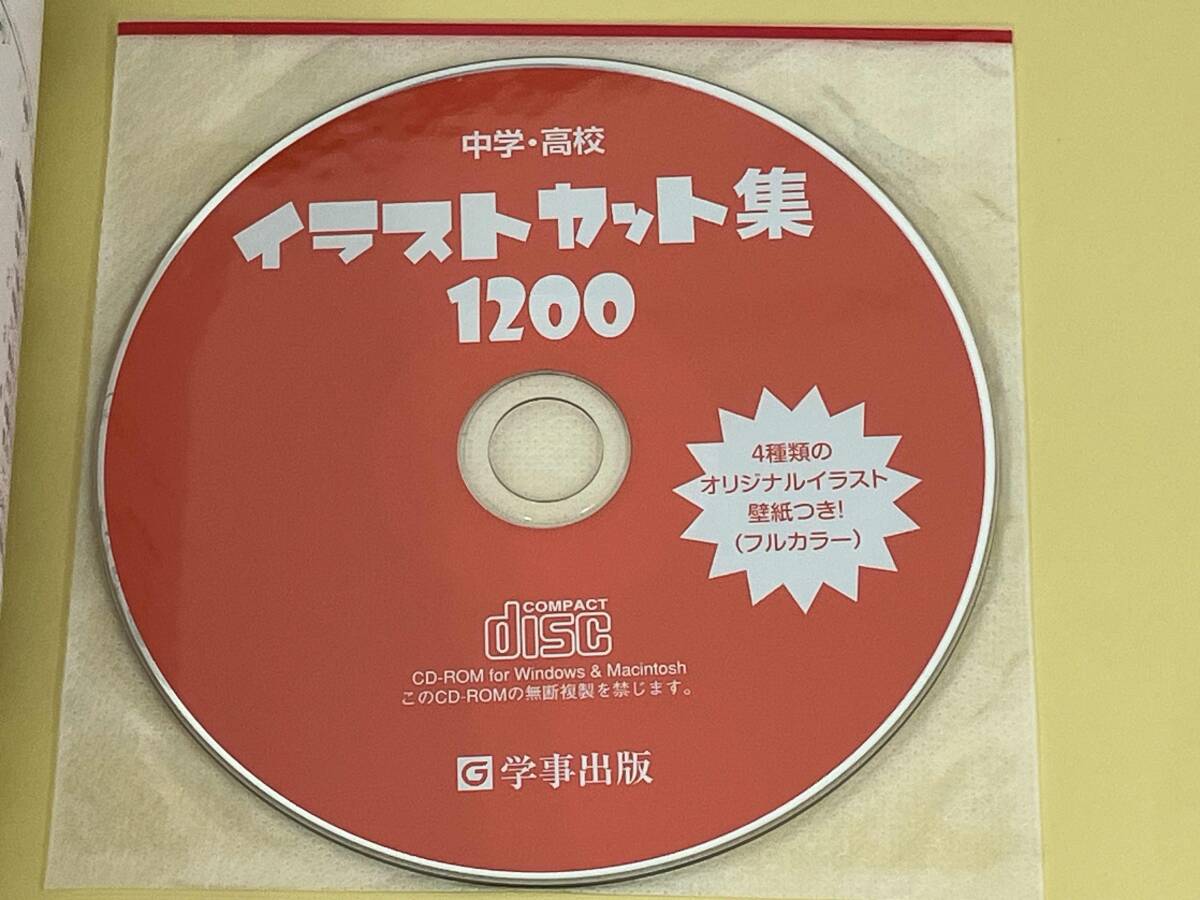 中学・高校
イラストカット集
1200
4種類の
オリジナルイラスト
壁紙つき!
(フルカラー)
COMPACT
disc
CD-ROM for Windows & Macintosh
このCD-ROMの無断複製を禁じます。
G 学事出版